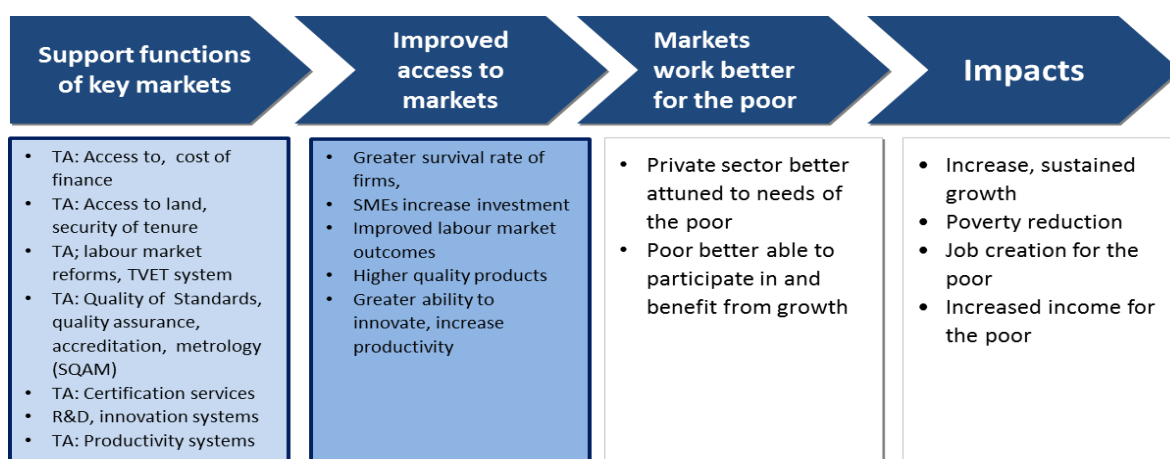 Support functions
of key markets
Improved
access to
markets
Markets
work better
for the poor
Impacts
• TA: Access to, cost of
finance
• TA: Access to land,
security of tenure
• TA; labour market
reforms, TVET system
• TA: Quality of Standards,
quality assurance,
accreditation, metrology
(SQAM)
• TA: Certification services
• R&D, innovation systems
• TA: Productivity systems
• Greater survival rate of
firms,
• SMEs increase investment
• Improved labour market
outcomes
• Higher quality products
• Greater ability to
innovate, increase
productivity
• Private sector better
attuned to needs of
the poor
• Poor better able to
participate in and
benefit from growth
• Increase, sustained
growth
• Poverty reduction
• Job creation for the
poor
• Increased income for
the poor